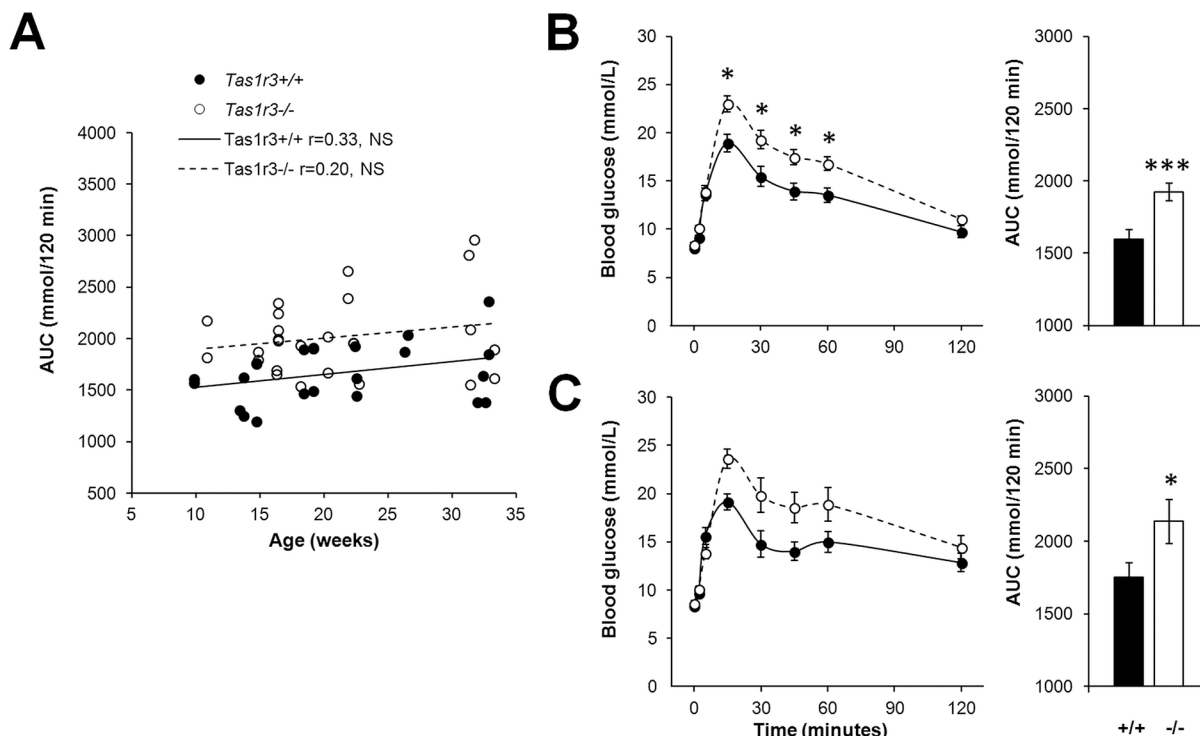 A
Tas1r3+/+
Tas1r3-/-
Tas1r3+/+ r=0.33, NS
Tas1r3-/- r=0.20, NS
AUC (mmol/120 min)
4000
3500
3000
2500
2000
1500
1000
500
5 10 15 20 25 30 35
Age (weeks)
B
Blood glucose (mmol/L)
30
25
20
15
10
5
0
* * * *
0 30 60 90 120
AUC (mmol/120 min)
3000
2500
2000
1500
1000
***
C
Blood glucose (mmol/L)
30
25
20
15
10
5
0
0 30 60 90 120
Time (minutes)
AUC (mmol/120 min)
3000
2500
2000
1500
1000
*
+/+ -/-